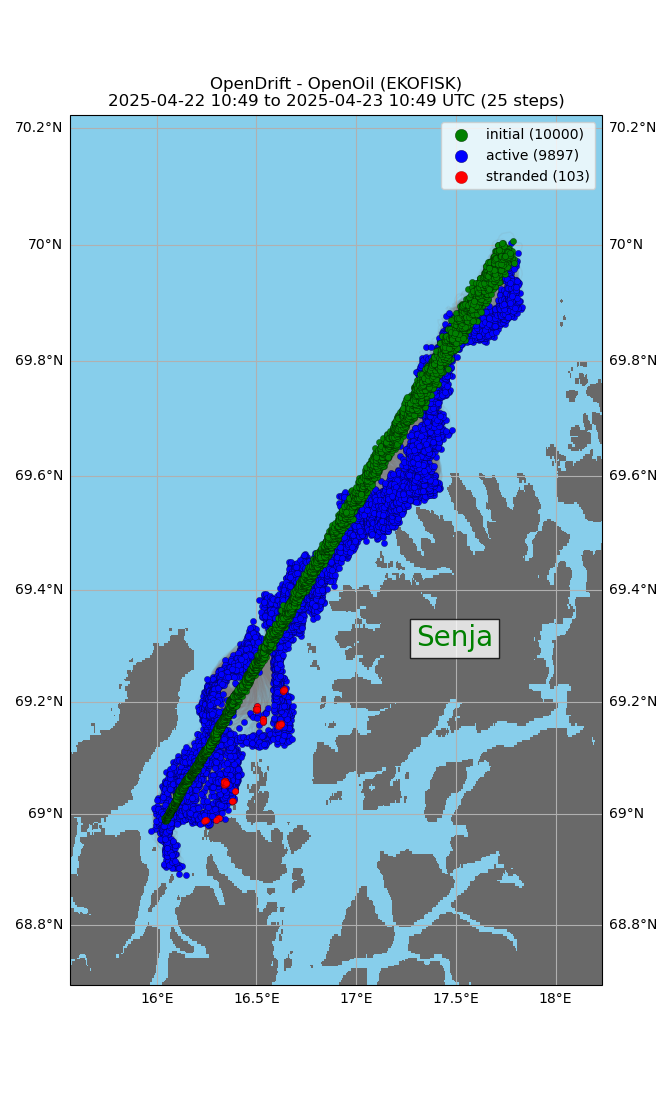 OpenDrift - OpenOil (EKOFISK)
2025-04-22 10:49 to 2025-04-23 10:49 UTC (25 steps)
initial (10000)
active (9897)
stranded (103)
70.2°N 70.2°N
70°N 70°N
69.8°N 69.8°N
69.6°N 69.6°N
69.4°N 69.4°N
Senja
69.2°N 69.2°N
69°N 69°N
68.8°N 68.8°N
16°E 16.5°E 17°E 17.5°E 18°E